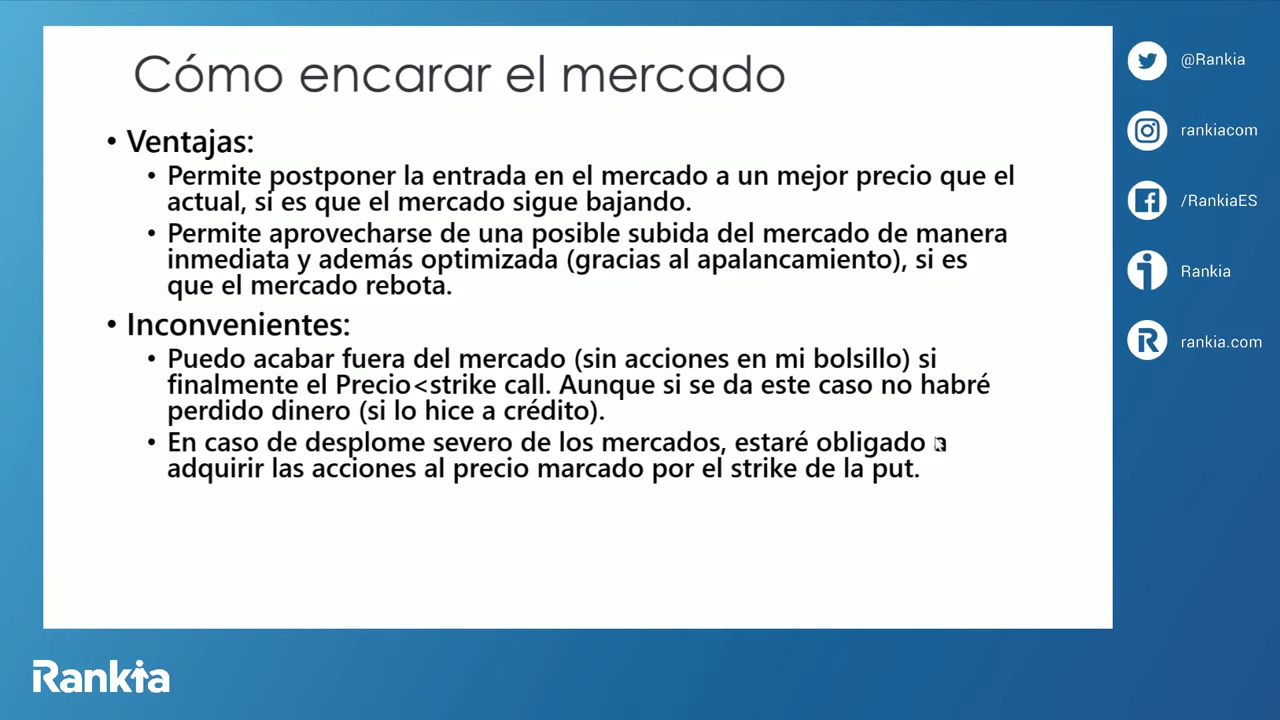 Cómo encarar el mercado
• Ventajas:
• Permite postponer la entrada en el mercado a un mejor precio que el
actual, si es que el mercado sigue bajando.
• Permite aprovecharse de una posible subida del mercado de manera
inmediata y además optimizada (gracias al apalancamiento), si es
que el mercado rebota.
• Inconvenientes:
• Puedo acabar fuera del mercado (sin acciones en mi bolsillo) si
finalmente el Precio<strike call. Aunque si se da este caso no habré
perdido dinero (si lo hice a crédito).
• En caso de desplome severo de los mercados, estaré obligado a
adquirir las acciones al precio marcado por el strike de la put.
@Rankia
rankiacom
/RankiaES
Rankia
rankia.com
Rankia